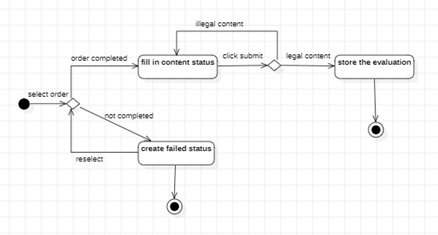 illegal content
order completed
fill in content status
click submit
legal content
store the evaluation
select order
not completed
create failed status
reselect